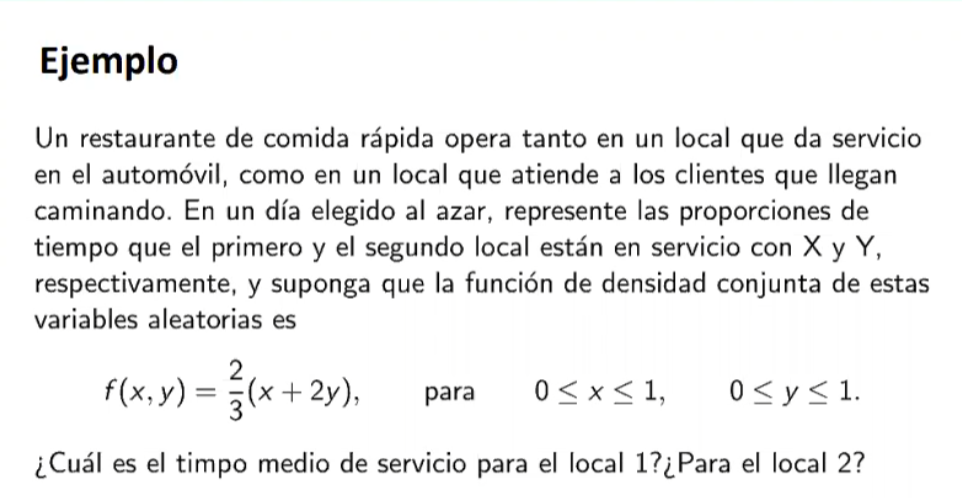 Ejemplo
Un restaurante de comida rápida opera tanto en un local que da servicio
en el automóvil, como en un local que atiende a los clientes que llegan
caminando. En un día elegido al azar, represente las proporciones de
tiempo que el primero y el segundo local están en servicio con X y Y,
respectivamente, y suponga que la función de densidad conjunta de estas
variables aleatorias es
f(x, y) = 2/3 (x + 2y), para 0 ≤ x ≤ 1, 0 ≤ y ≤ 1.
¿Cuál es el timpo medio de servicio para el local 1?¿Para el local 2?